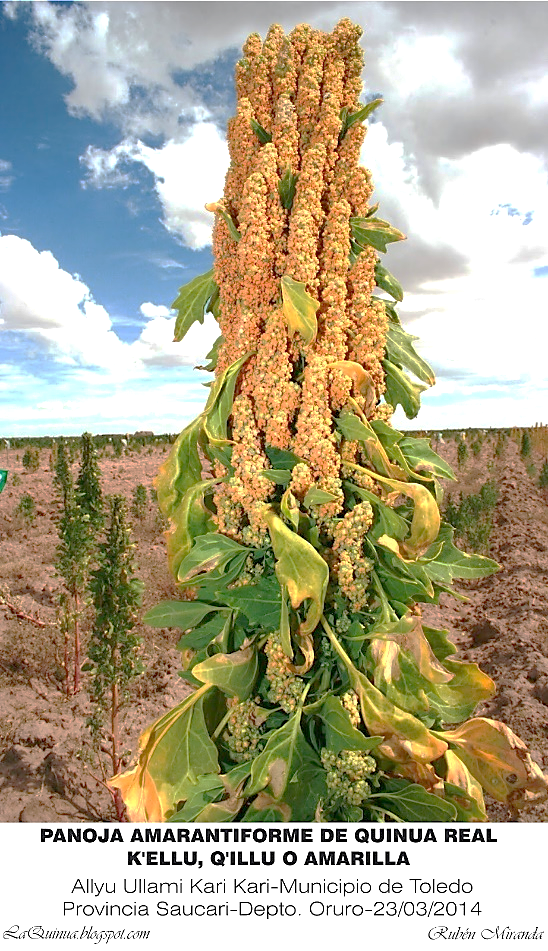 PANOJA AMARANTIFORME DE QUINUA REAL
K'ELLU, Q'ILLU O AMARILLA
Allyu Ullami Kari Kari-Municipio de Toledo
Provincia Saucari-Depto. Oruro-23/03/2014
LaQuinua.blogspot.com
Rubén Miranda